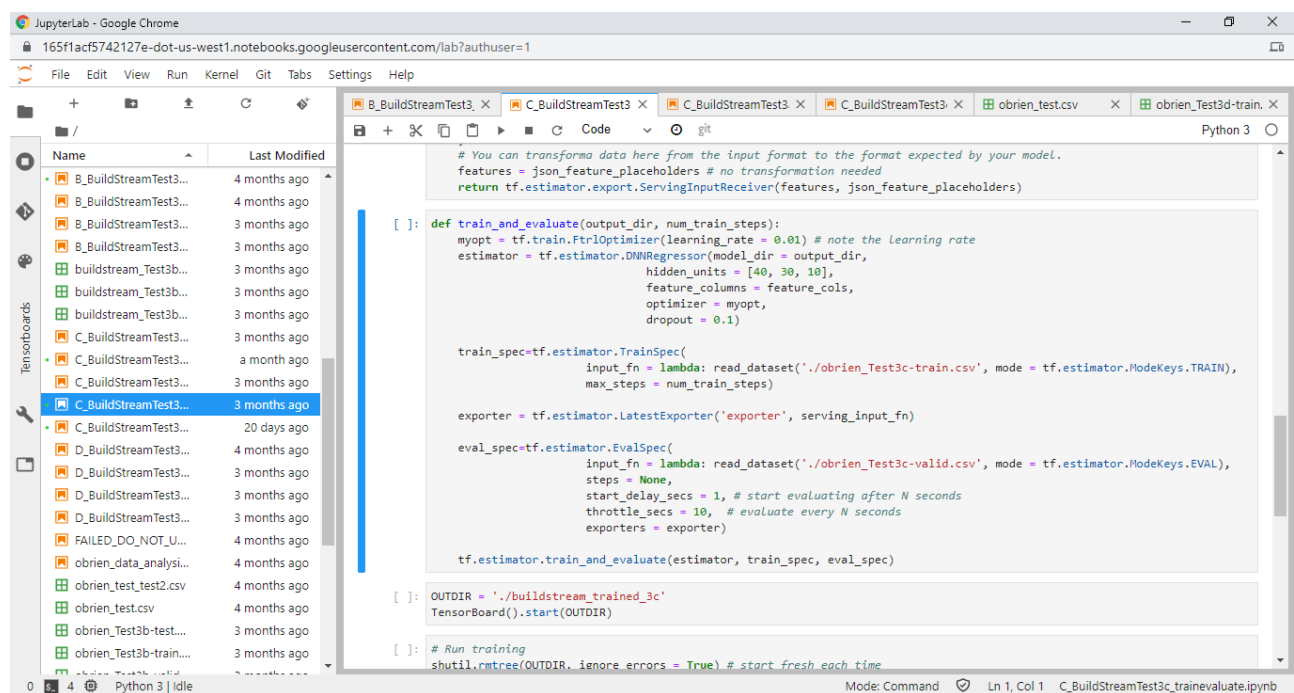 JupyterLab - Google Chrome
165f1acf5742127e-dot-us-west1.notebooks.googleusercontent.com/lab?authuser=1
File Edit View Run Kernel Git Tabs Settings Help
B_BuildStreamTest3_ C_BuildStreamTest3 C_BuildStreamTest3. C_BuildStreamTest3 obrien_test.csv obrien_Test3d-train.
Code git Python 3
/
Name Last Modified
B_BuildStreamTest3... 4 months ago
B_BuildStreamTest3... 4 months ago
B_BuildStreamTest3... 3 months ago
B_BuildStreamTest3... 3 months ago
buildstream_Test3b... 3 months ago
buildstream_Test3b... 3 months ago
buildstream_Test3b... 3 months ago
C_BuildStreamTest3... 3 months ago
C_BuildStreamTest3... a month ago
C_BuildStreamTest3... 3 months ago
C_BuildStreamTest3... 3 months ago
C_BuildStreamTest3... 20 days ago
D_BuildStreamTest3... 4 months ago
D_BuildStreamTest3... 3 months ago
D_BuildStreamTest3... 3 months ago
D_BuildStreamTest3... 3 months ago
FAILED_DO_NOT_U... 4 months ago
obrien_data_analysi... 4 months ago
obrien_test_test2.csv 4 months ago
obrien_test.csv 4 months ago
obrien_Test3b-test.... 3 months ago
obrien_Test3b-train.... 3 months ago
Tensorboards
# You can transforma data here from the input format to the format expected by your model.
features = json_feature_placeholders # no transformation needed
return tf.estimator.export.ServingInputReceiver(features, json_feature_placeholders)
[ ]: def train_and_evaluate(output_dir, num_train_steps):
myopt = tf.train.FtrlOptimizer(learning_rate = 0.01) # note the learning rate
estimator = tf.estimator.DNNRegressor(model_dir = output_dir,
hidden_units = [40, 30, 10],
feature_columns = feature_cols,
optimizer = myopt,
dropout = 0.1)
train_spec=tf.estimator.TrainSpec(
input_fn = lambda: read_dataset('./obrien_Test3c-train.csv', mode = tf.estimator.ModeKeys.TRAIN),
max_steps = num_train_steps)
exporter = tf.estimator.LatestExporter('exporter', serving_input_fn)
eval_spec=tf.estimator.EvalSpec(
input_fn = lambda: read_dataset('./obrien_Test3c-valid.csv', mode = tf.estimator.ModeKeys.EVAL),
steps = None,
start_delay_secs = 1, # start evaluating after N seconds
throttle_secs = 10, # evaluate every N seconds
exporters = exporter)
tf.estimator.train_and_evaluate(estimator, train_spec, eval_spec)
[ ]: OUTDIR = './buildstream_trained_3c'
TensorBoard().start(OUTDIR)
[ ]: # Run training
shutil.rmtree(OUTDIR, ignore_errors = True) # start fresh each time
0 4 Python 3 | Idle Mode: Command Ln 1, Col 1 C_BuildStreamTest3c_trainevaluate.ipynb